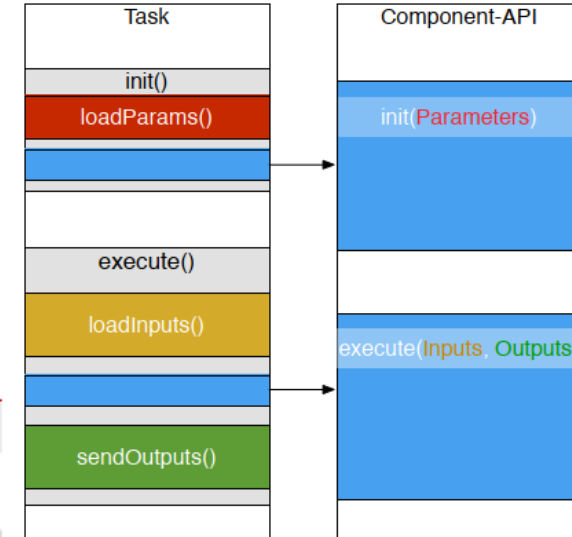 Task
init()
loadParams()
execute()
loadInputs()
sendOutputs()
Component-API
init(Parameters)
execute(Inputs, Outputs